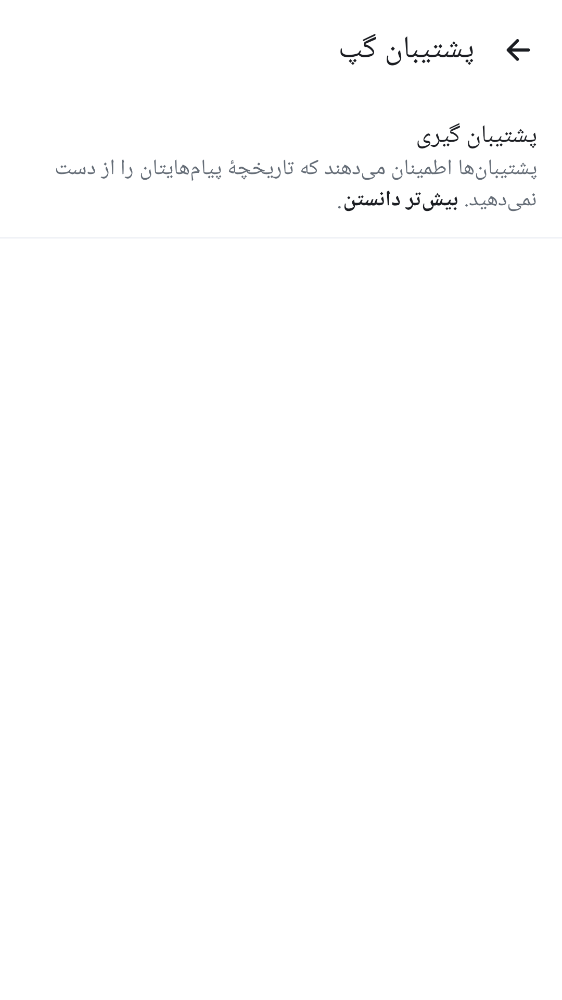 پشتیبان گپ
پشتیبان گیری
پشتیبان‌ها اطمینان می‌دهند که تاریخچهٔ پیام‌هایتان را از دست
نمی‌دهید. بیش‌تر دانستن.